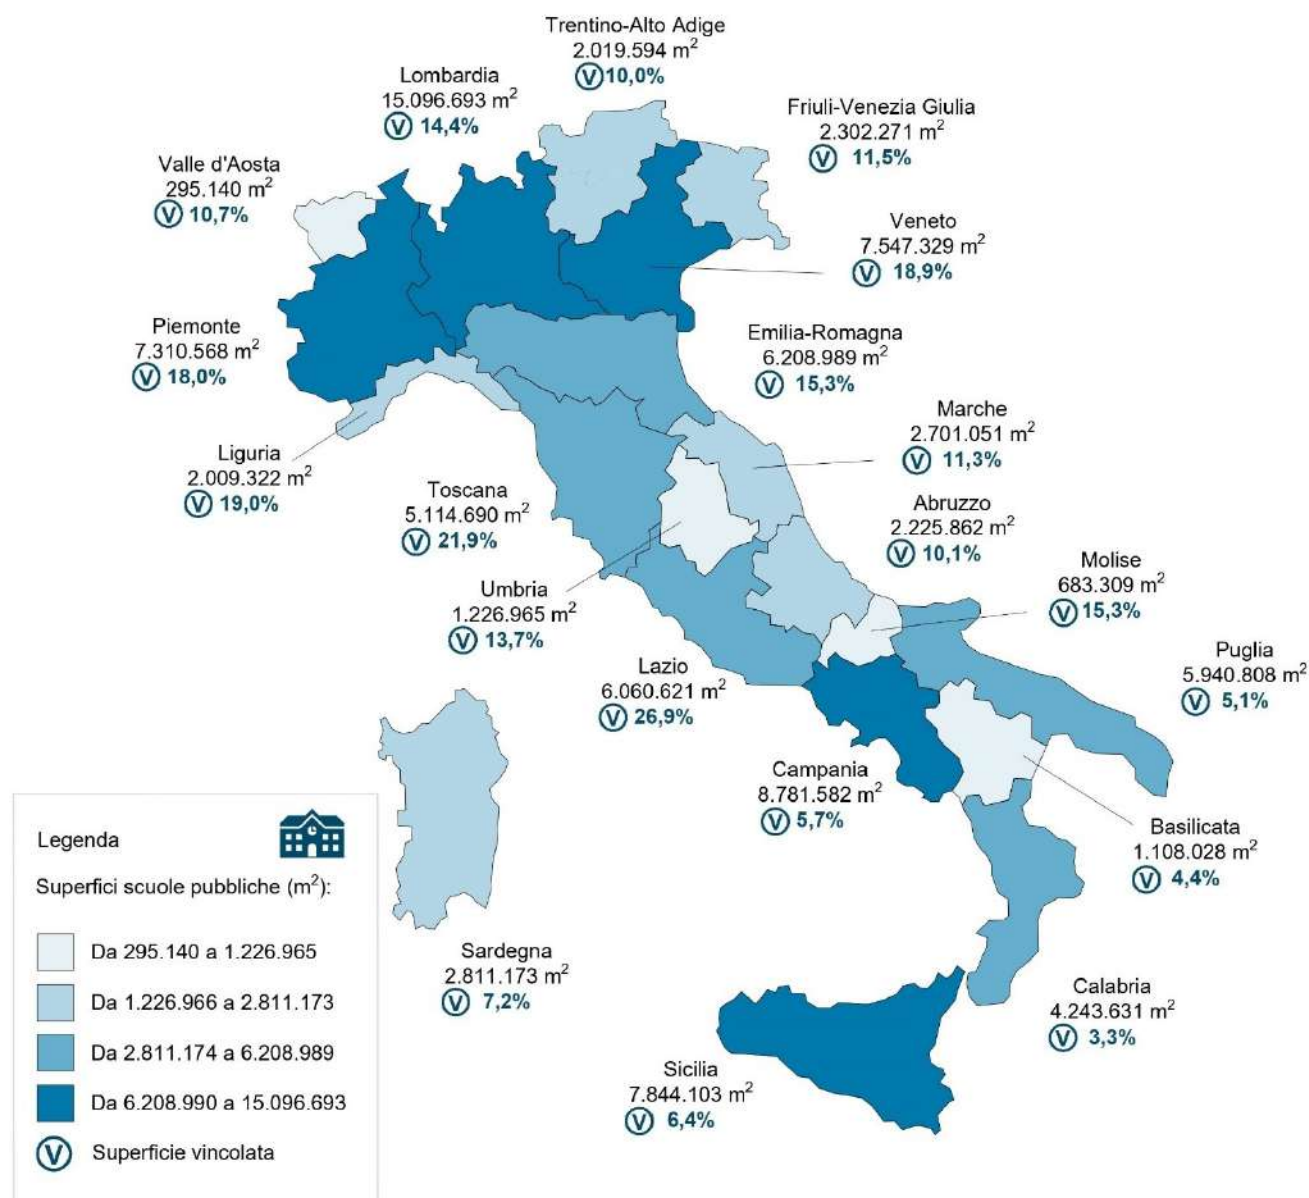 Trentino-Alto Adige
2.019.594 m²
V 10,0%
Lombardia
15.096.693 m²
V 14,4%
Friuli-Venezia Giulia
2.302.271 m²
V 11,5%
Valle d'Aosta
295.140 m²
V 10,7%
Veneto
7.547.329 m²
V 18,9%
Piemonte
7.310.568 m²
V 18,0%
Emilia-Romagna
6.208.989 m²
V 15,3%
Marche
2.701.051 m²
V 11,3%
Liguria
2.009.322 m²
V 19,0%
Toscana
5.114.690 m²
V 21,9%
Abruzzo
2.225.862 m²
V 10,1%
Molise
683.309 m²
V 15,3%
Umbria
1.226.965 m²
V 13,7%
Lazio
6.060.621 m²
V 26,9%
Puglia
5.940.808 m²
V 5,1%
Campania
8.781.582 m²
V 5,7%
Basilicata
1.108.028 m²
V 4,4%
Sardegna
2.811.173 m²
V 7,2%
Calabria
4.243.631 m²
V 3,3%
Sicilia
7.844.103 m²
V 6,4%
Legenda
Superfici scuole pubbliche (m²):
Da 295.140 a 1.226.965
Da 1.226.966 a 2.811.173
Da 2.811.174 a 6.208.989
Da 6.208.990 a 15.096.693
V Superficie vincolata